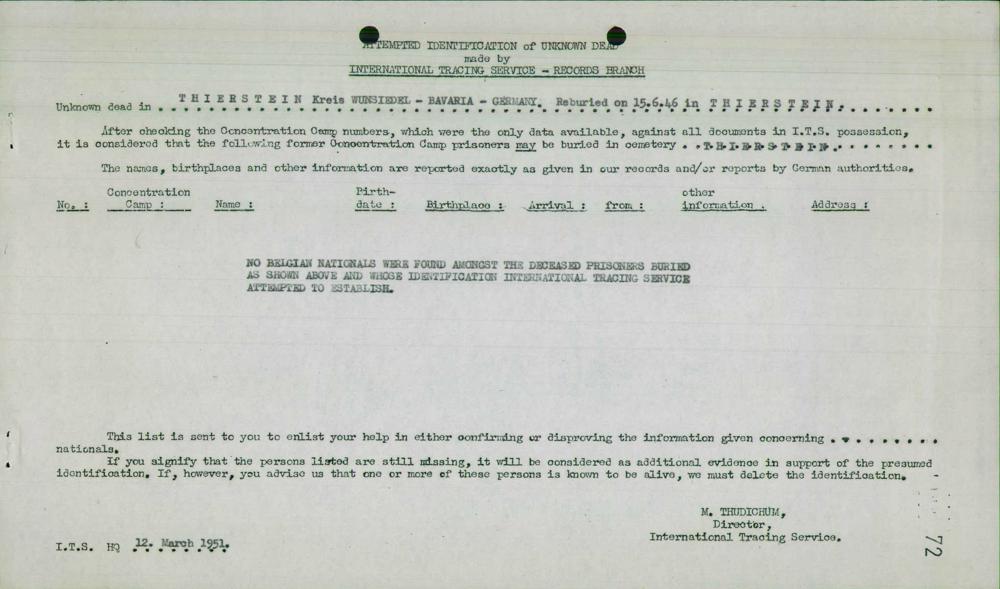 ATTEMPTED IDENTIFICATION of UNKNOWN DEAD
made by
INTERNATIONAL TRACING SERVICE - RECORDS BRANCH
Unknown dead in THIERSTEIN Kreis WUNSIEDEL - BAVARIA - GERMANY. Reburied on 15.6.46 in THIERSTEIN.
After checking the Concentration Camp numbers, which were the only data available, against all documents in I.T.S. possession,
it is considered that the following former Concentration Camp prisoners may be buried in cemetery THIERSTEIN.
The names, birthplaces and other information are reported exactly as given in our records and/or reports by German authorities.
Concentration Birth- other
No. : Camp : Name : date : Birthplace : Arrival : from : information . Address :
NO BELGIAN NATIONALS WERE FOUND AMONGST THE DECEASED PRISONERS BURIED
AS SHOWN ABOVE AND WHOSE IDENTIFICATION INTERNATIONAL TRACING SERVICE
ATTEMPTED TO ESTABLISH.
This list is sent to you to enlist your help in either confirming or disproving the information given concerning . . . . . . . . .
nationals.
If you signify that the persons listed are still missing, it will be considered as additional evidence in support of the presumed
identification. If, however, you advise us that one or more of these persons is known to be alive, we must delete the identification.
M. THUDICHUM,
Director,
International Tracing Service.
I.T.S. HQ 12. March 1951.
72